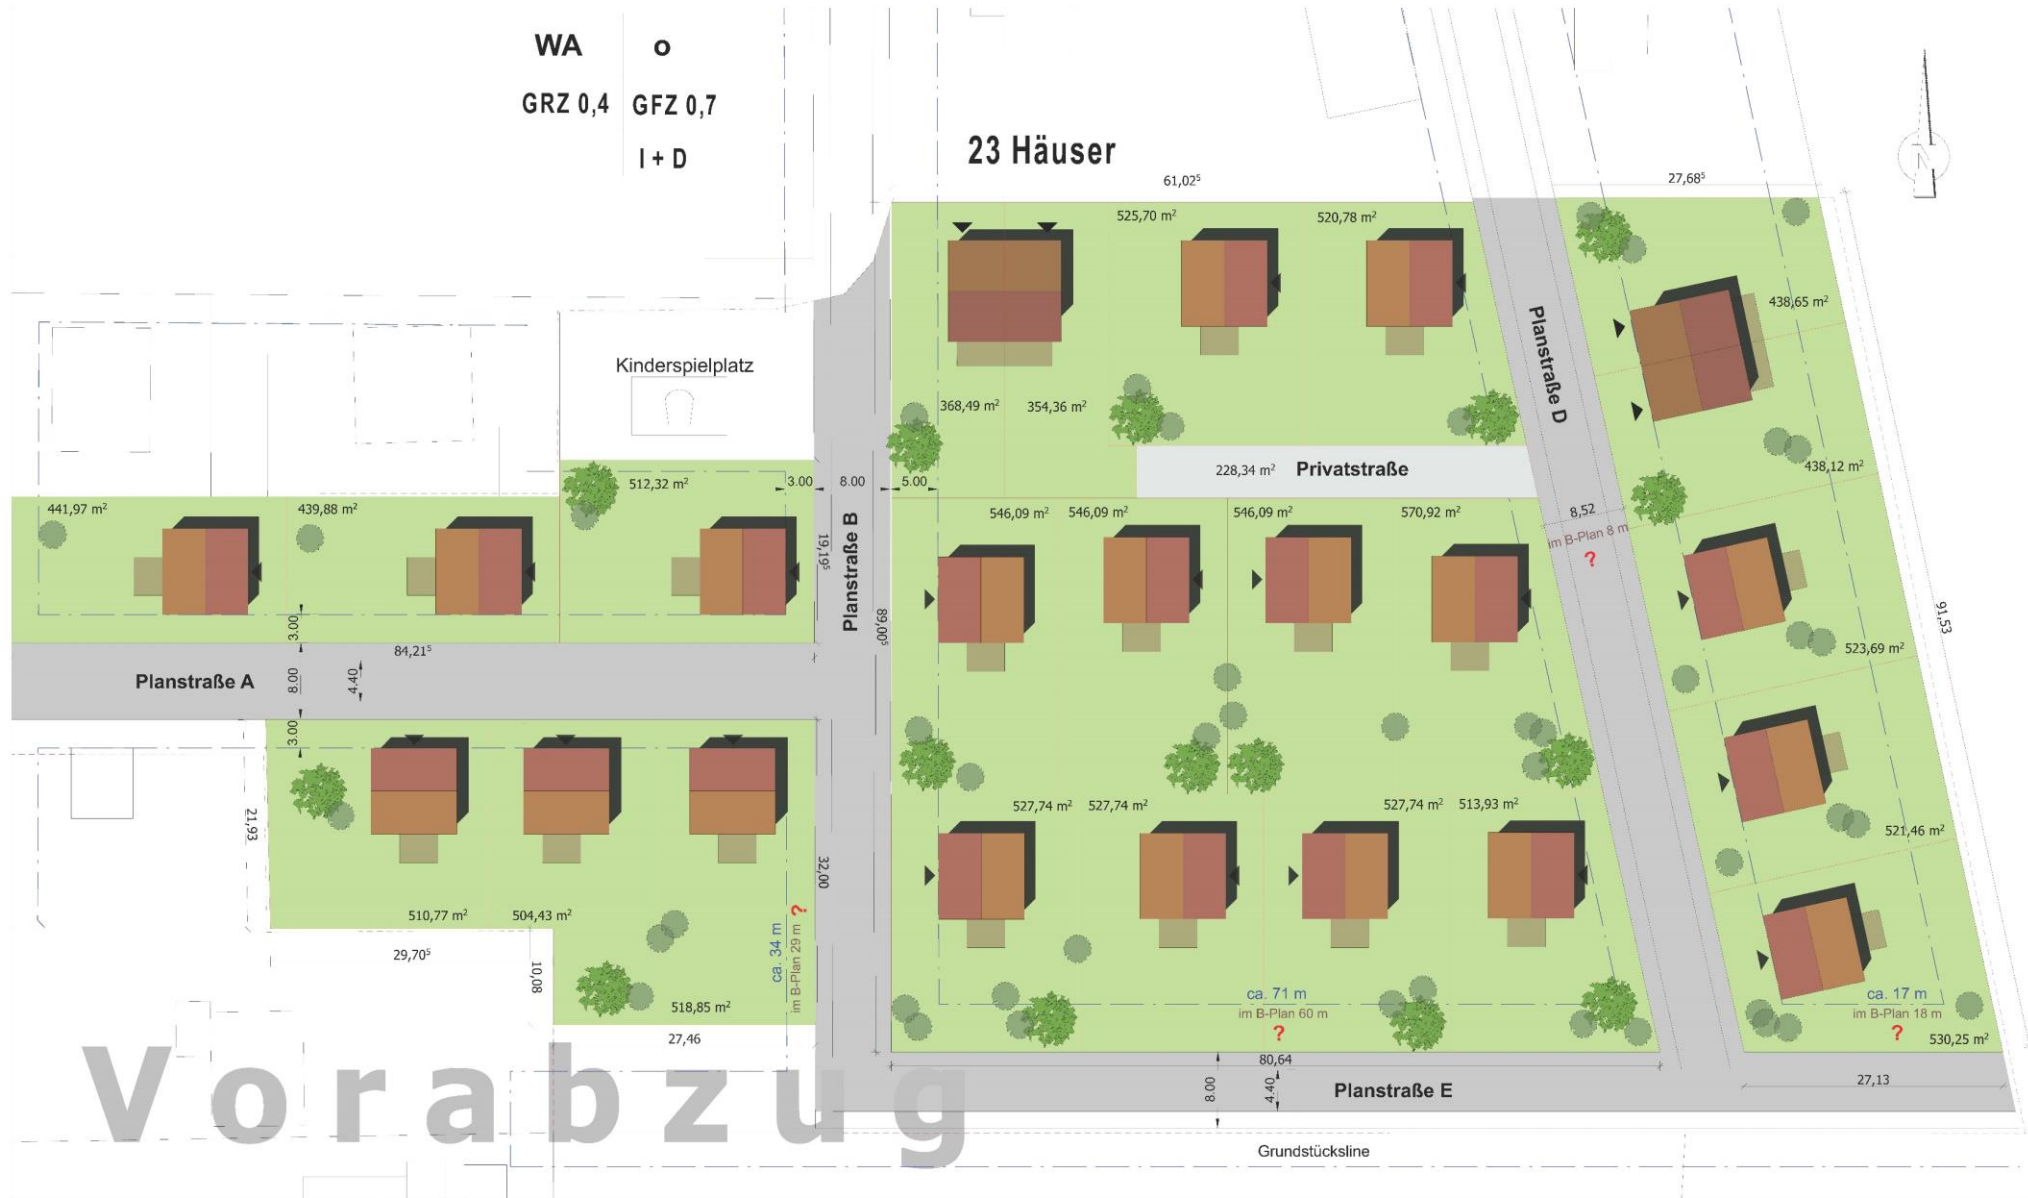 WA o
GRZ 0,4 GFZ 0,7
I + D
23 Häuser
61,02⁵
27,68⁵
525,70 m²
520,78 m²
438,65 m²
Planstraße D
Kinderspielplatz
368,49 m²
354,36 m²
438,12 m²
228,34 m²
Privatstraße
441,97 m²
439,88 m²
512,32 m²
3.00
8.00
5.00
546,09 m²
546,09 m²
546,09 m²
570,92 m²
8,52
im B-Plan 8 m
?
19,19⁵
Planstraße B
89,00⁵
91,53
3.00
84,21⁵
523,69 m²
Planstraße A
8.00
4.40
3.00
21,93
527,74 m²
527,74 m²
527,74 m²
513,93 m²
521,46 m²
32,00
510,77 m²
504,43 m²
29,70⁵
10,08
ca. 34 m
im B-Plan 29 m
?
518,85 m²
27,46
ca. 71 m
im B-Plan 60 m
?
ca. 17 m
im B-Plan 18 m
?
530,25 m²
80,64
8.00
4.40
Planstraße E
27,13
Vorabzug
Grundstücksline